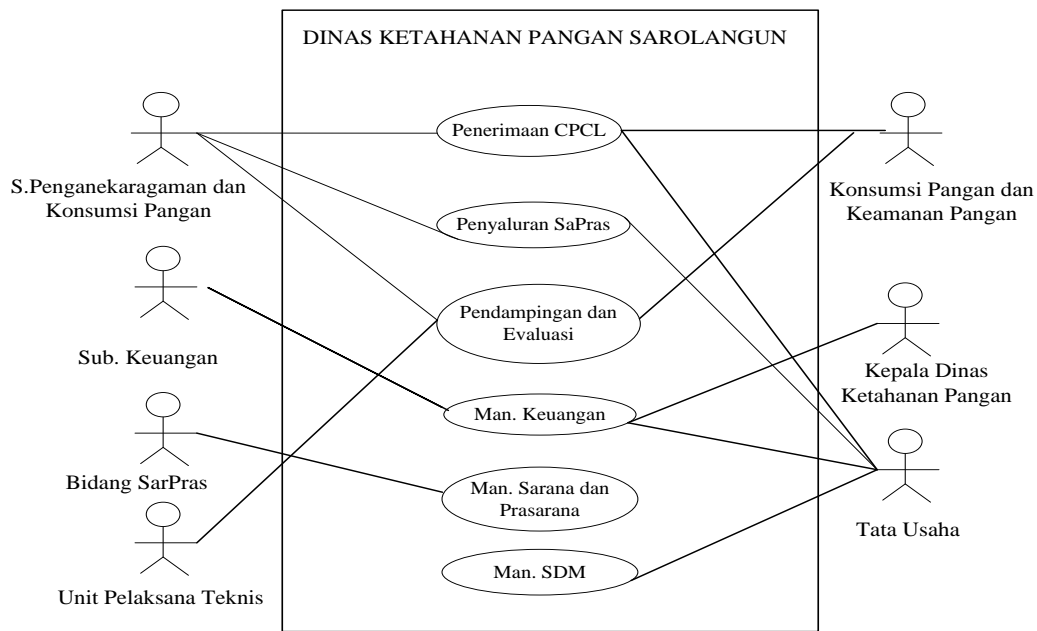 DINAS KETAHANAN PANGAN SAROLANGUN
S.Penganekaragaman dan
Konsumsi Pangan
Sub. Keuangan
Bidang SarPras
Unit Pelaksana Teknis
Penerimaan CPCL
Penyaluran SaPras
Pendampingan dan
Evaluasi
Man. Keuangan
Man. Sarana dan
Prasarana
Man. SDM
Konsumsi Pangan dan
Keamanan Pangan
Kepala Dinas
Ketahanan Pangan
Tata Usaha